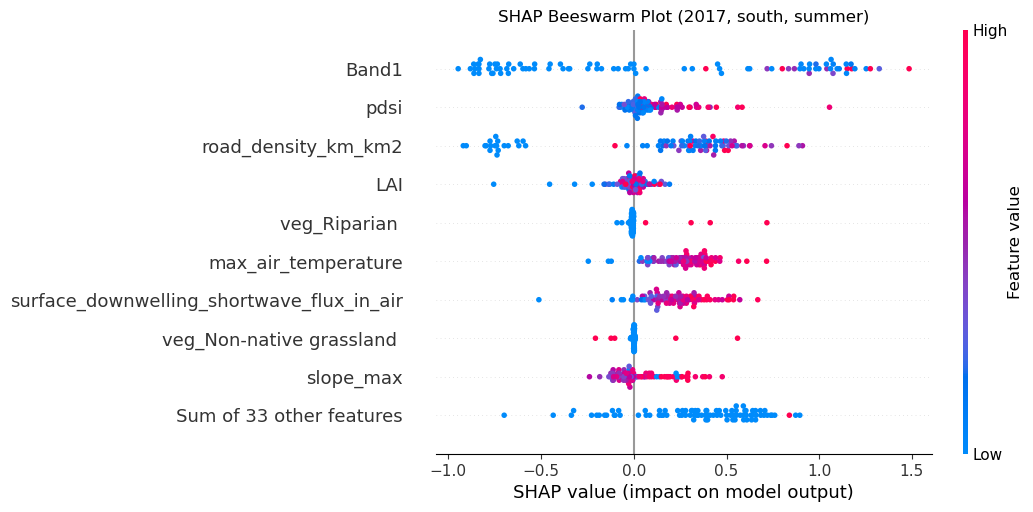 SHAP Beeswarm Plot (2017, south, summer)
High
Band1
pdsi
road_density_km_km2
LAI
veg_Riparian
max_air_temperature
surface_downwelling_shortwave_flux_in_air
veg_Non-native grassland
slope_max
Sum of 33 other features
Feature value
Low
−1.0 −0.5 0.0 0.5 1.0 1.5
SHAP value (impact on model output)